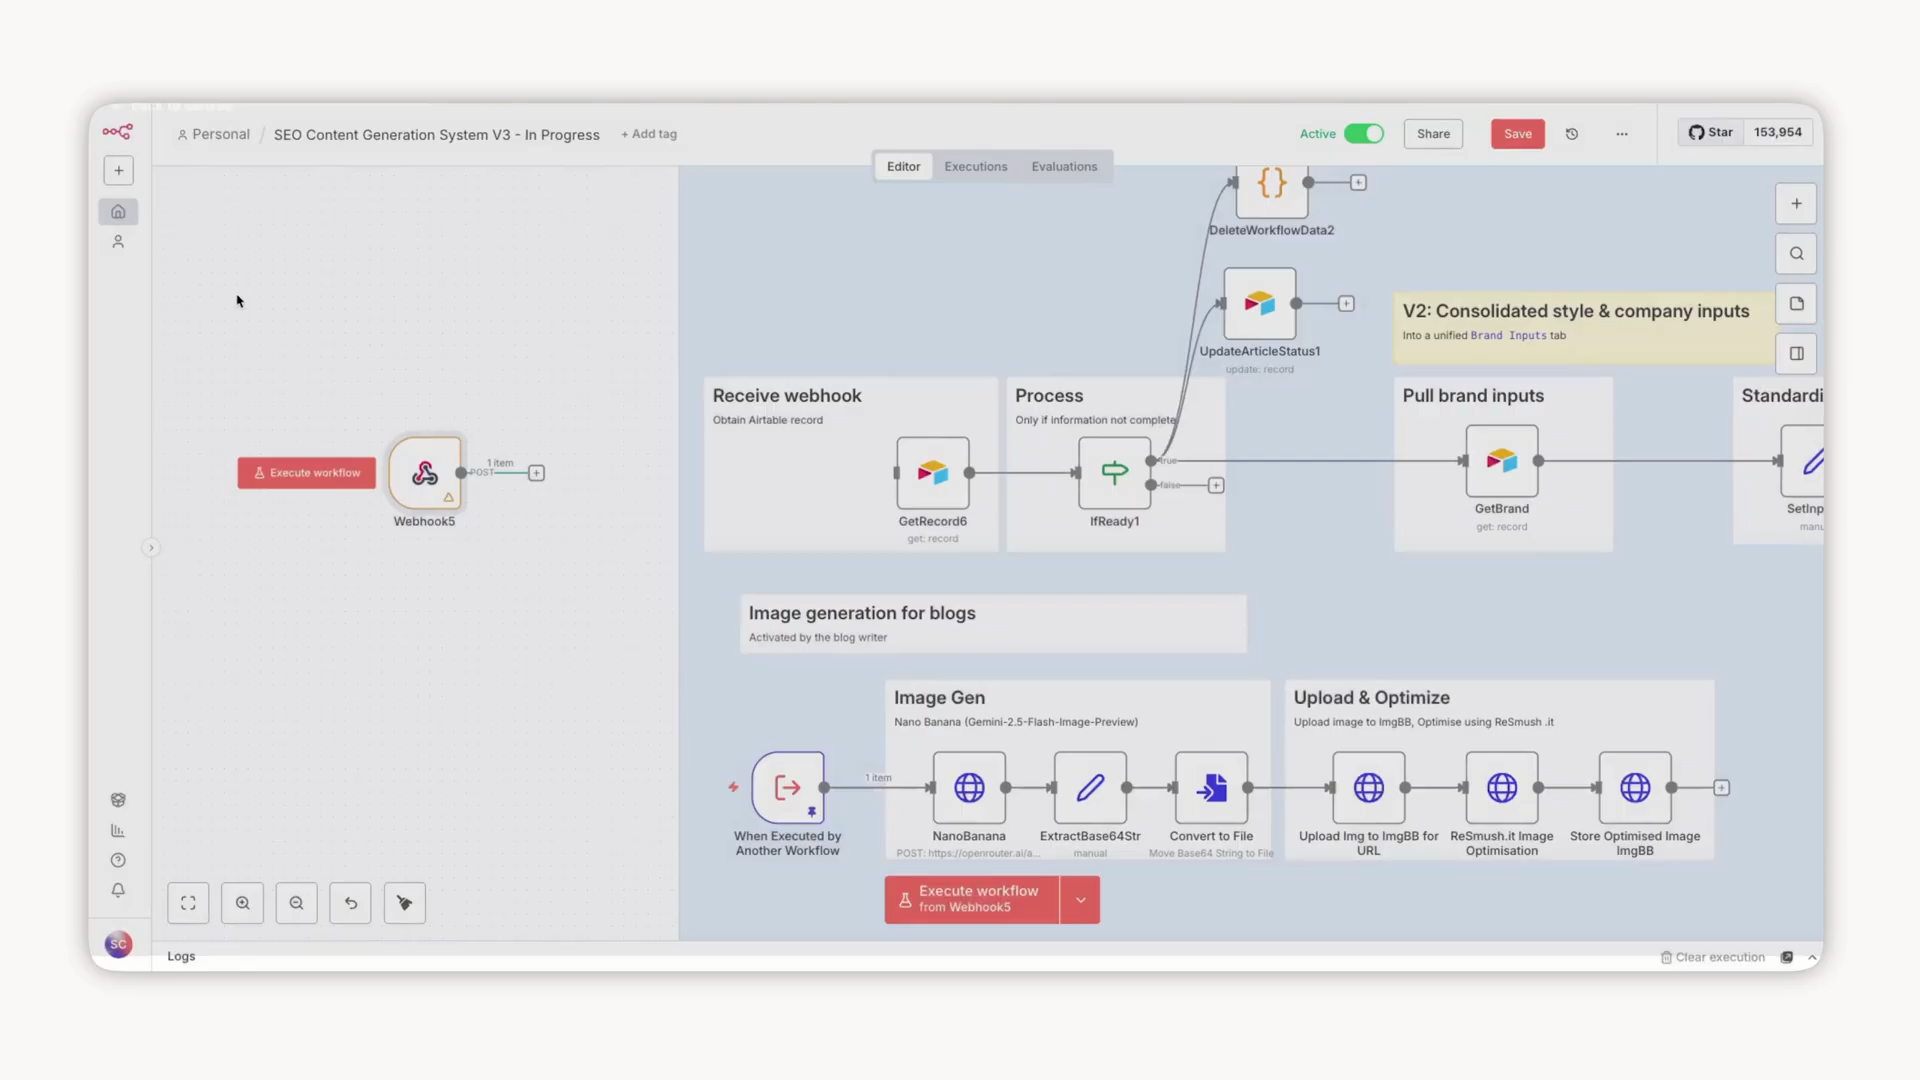 Personal / SEO Content Generation System V3 - In Progress + Add tag
Active Share Save ... Star 153,954
Editor Executions Evaluations
DeleteWorkflowData2
UpdateArticleStatus1
update: record
V2: Consolidated style & company inputs
Into a unified Brand Inputs tab
Receive webhook
Obtain Airtable record
Process
Only if information not complete
Pull brand inputs
Standardi
Execute workflow
POST
1 item
Webhook5
GetRecord6
get: record
true
false
IfReady1
GetBrand
get: record
SetInp
manu
Image generation for blogs
Activated by the blog writer
Image Gen
Nano Banana (Gemini-2.5-Flash-Image-Preview)
Upload & Optimize
Upload image to ImgBB, Optimise using ReSmush .it
1 item
When Executed by
Another Workflow
NanoBanana
POST: https://openrouter.ai/a...
ExtractBase64Str
manual
Convert to File
Move Base64 String to File
Upload Img to ImgBB for
URL
ReSmush.it Image
Optimisation
Store Optimised Image
ImgBB
Execute workflow
from Webhook5
SC
Logs
Clear execution